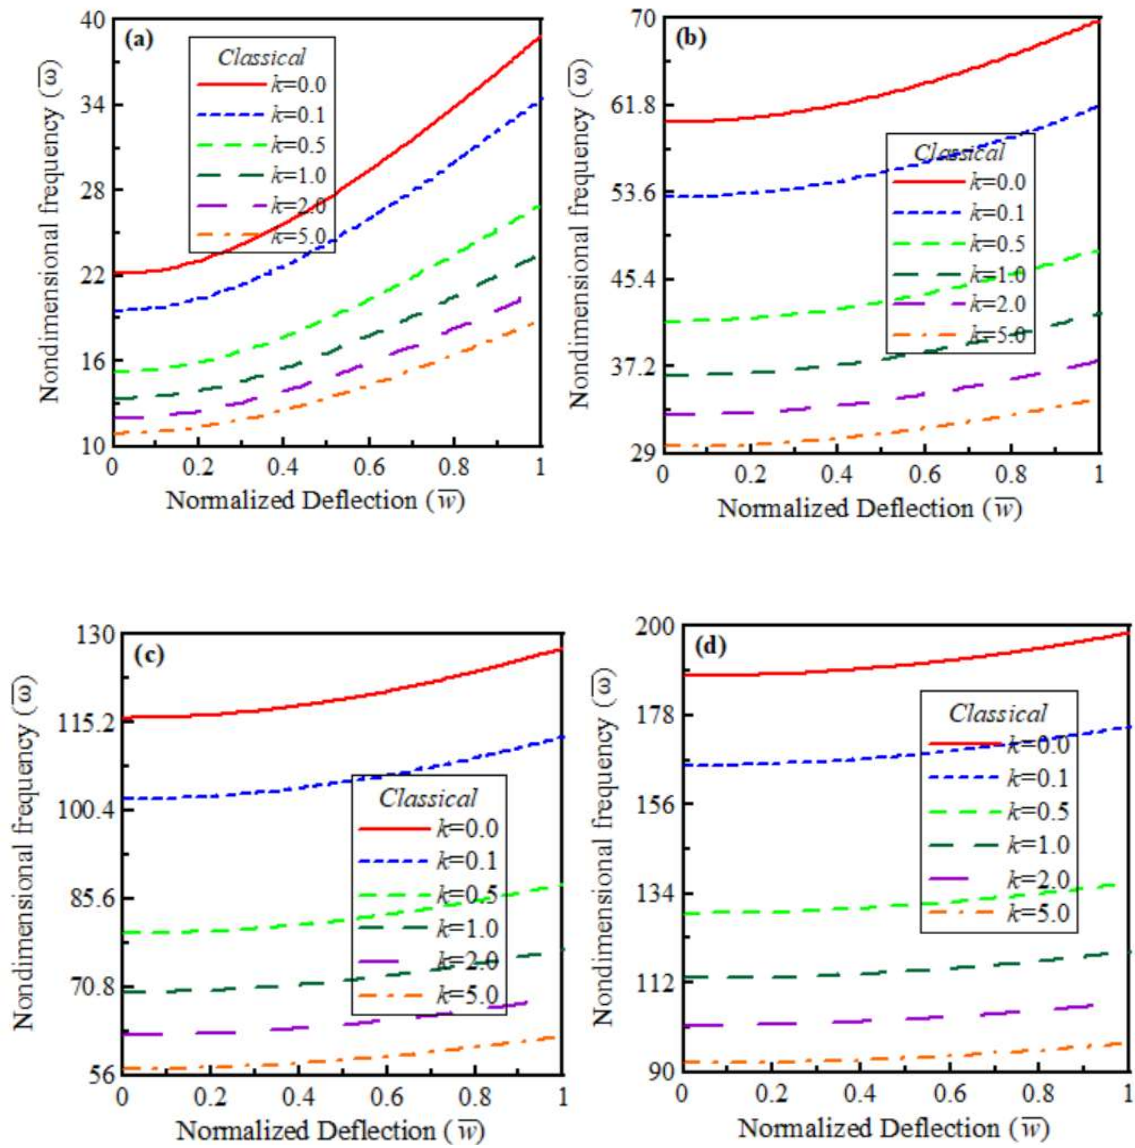 (a)
Classical
k=0.0
k=0.1
k=0.5
k=1.0
k=2.0
k=5.0
40
34
28
22
16
10
0 0.2 0.4 0.6 0.8 1
Nondimensional frequency (ω̅)
Normalized Deflection (w̅)
(b)
Classical
k=0.0
k=0.1
k=0.5
k=1.0
k=2.0
k=5.0
70
61.8
53.6
45.4
37.2
29
0 0.2 0.4 0.6 0.8 1
Nondimensional frequency (ω̅)
Normalized Deflection (w̅)
(c)
Classical
k=0.0
k=0.1
k=0.5
k=1.0
k=2.0
k=5.0
130
115.2
100.4
85.6
70.8
56
0 0.2 0.4 0.6 0.8 1
Nondimensional frequency (ω̅)
Normalized Deflection (w̅)
(d)
Classical
k=0.0
k=0.1
k=0.5
k=1.0
k=2.0
k=5.0
200
178
156
134
112
90
0 0.2 0.4 0.6 0.8 1
Nondimensional frequency (ω̅)
Normalized Deflection (w̅)